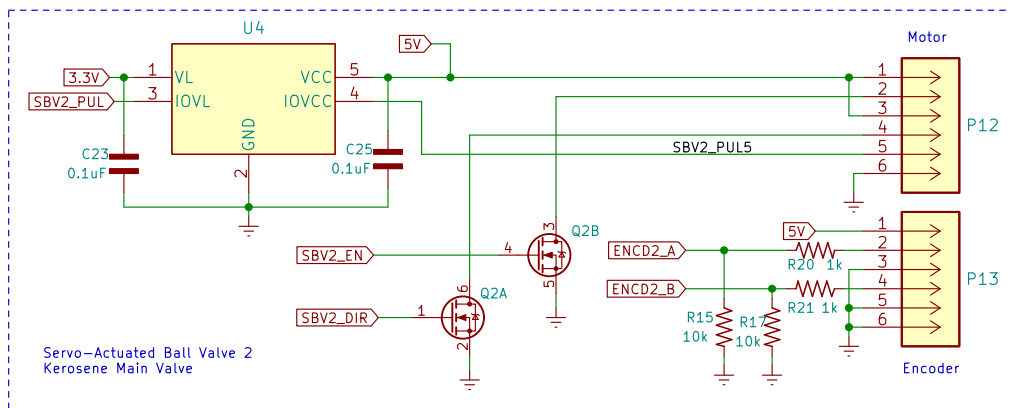 U4
5V
Motor
3.3V
1
VL
VCC
5
SBV2_PUL
3
IOVL
IOVCC
4
GND
2
C23
0.1uF
C25
0.1uF
SBV2_PUL5
1
2
3
4
5
6
P12
SBV2_EN
4
3
Q2B
5
SBV2_DIR
1
6
Q2A
2
ENCD2_A
5V
R20 1k
ENCD2_B
R21 1k
R15
10k
R17
10k
1
2
3
4
5
6
P13
Servo-Actuated Ball Valve 2
Kerosene Main Valve
Encoder